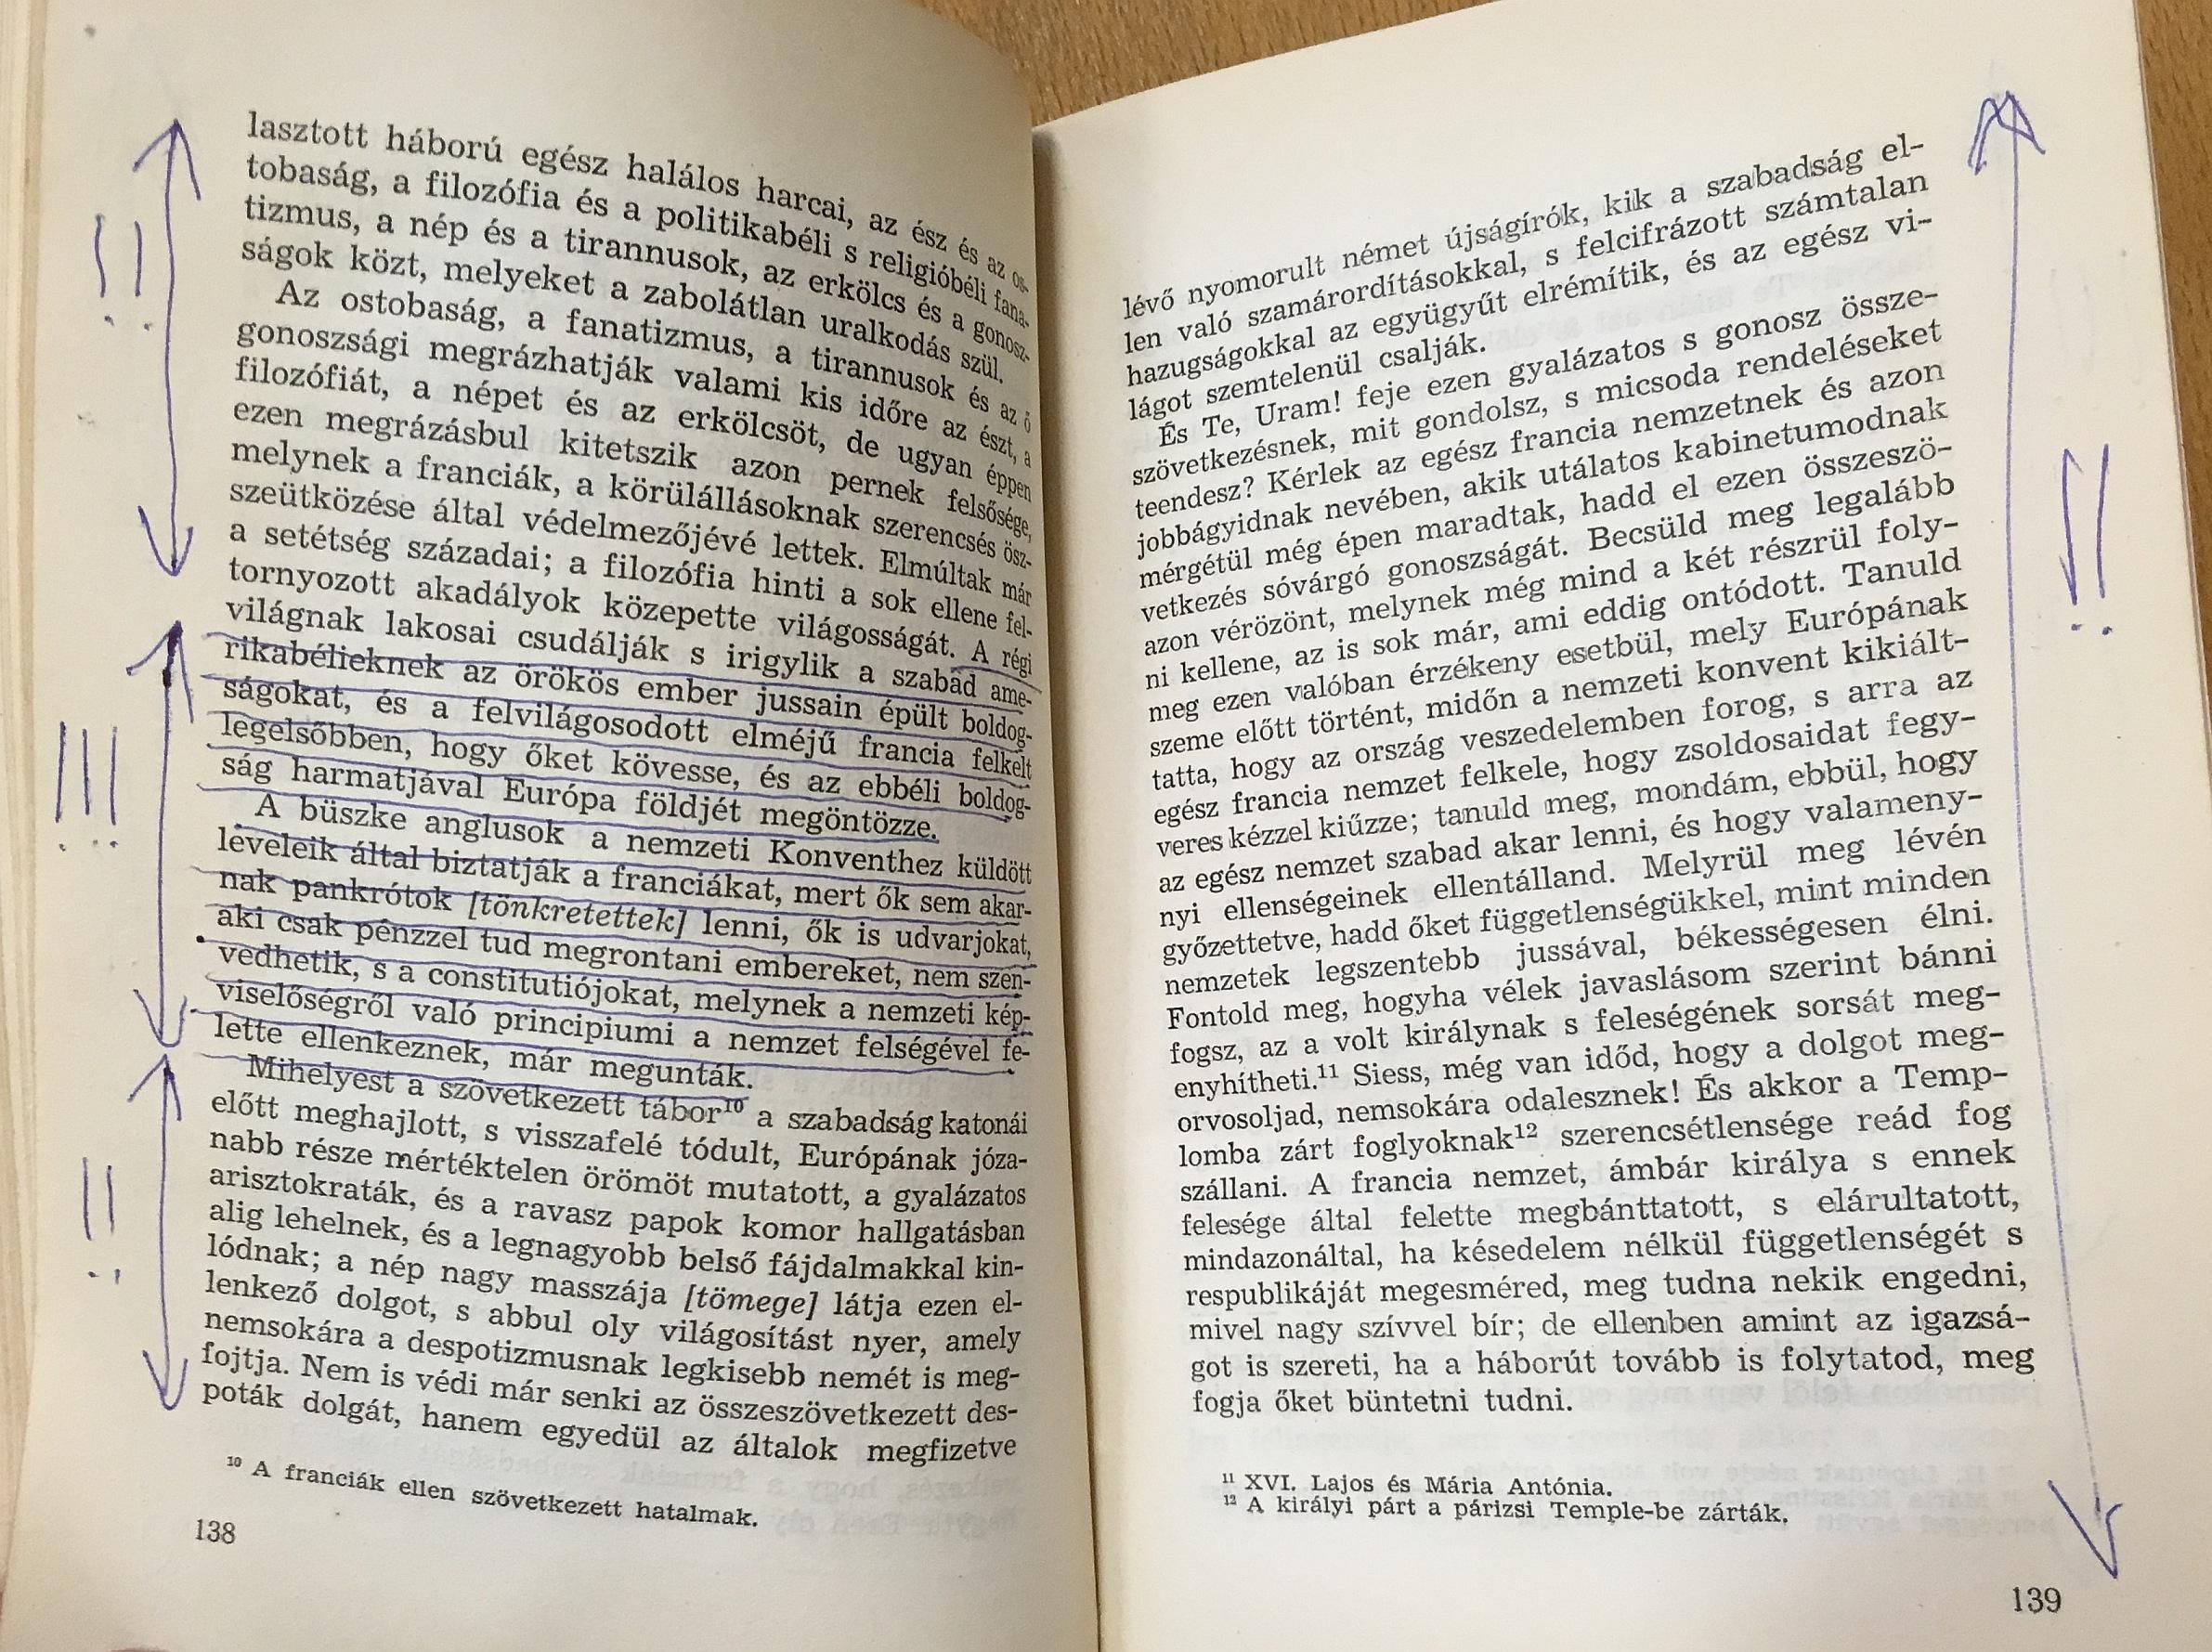 lasztott háború egész halálos harcai, az ész és az os-
tobaság, a filozófia és a politikabéli s religióbéli fana-
tizmus, a nép és a tirannusok, az erkölcs és a gonosz-
ságok közt, melyeket a zabolátlan uralkodás szül.
Az ostobaság, a fanatizmus, a tirannusok és az ő
gonoszsági megrázhatják valami kis időre az észt, a
filozófiát, a népet és az erkölcsöt, de ugyan éppen
ezen megrázásbul kitetszik azon pernek felsősége,
melynek a franciák, a körülállásoknak szerencsés ösz-
szeütközése által védelmezőjévé lettek. Elmúltak már
a setétség századai; a filozófia hinti a sok ellene fel-
tornyozott akadályok közepette világosságát. A régi
világnak lakosai csudálják s irigylik a szabad ame-
rikabélieknek az örökös ember jussain épült boldog-
ságokat, és a felvilágosodott elméjű francia felkelt
legelsőbben, hogy őket kövesse, és az ebbéli boldog-
ság harmatjával Európa földjét megöntözze.
A büszke anglusok a nemzeti Konventhez küldött
leveleik által biztatják a franciákat, mert ők sem akar-
nak pankrótok [tönkretettek] lenni, ők is udvarjokat,
aki csak pénzzel tud megrontani embereket, nem szen-
vedhetik, s a constitutiójokat, melynek a nemzeti kép-
viselőségről való principiumi a nemzet felségével fe-
lette ellenkeznek, már megunták.
Mihelyest a szövetkezett tábor¹⁰ a szabadság katonái
előtt meghajlott, s visszafelé tódult, Európának józa-
nabb része mértéktelen örömöt mutatott, a gyalázatos
arisztokraták, és a ravasz papok komor hallgatásban
alig lehelnek, és a legnagyobb belső fájdalmakkal kin-
lódnak; a nép nagy masszája [tömege] látja ezen el-
lenkező dolgot, s abbul oly világosítást nyer, amely
nemsokára a despotizmusnak legkisebb nemét is meg-
fojtja. Nem is védi már senki az összeszövetkezett des-
poták dolgát, hanem egyedül az általok megfizetve
¹⁰ A franciák ellen szövetkezett hatalmak.
138
!!
!!!
!!
lévő nyomorult német újságírók, kik a szabadság el-
len való szamárordításokkal, s felcifrázott számtalan
hazugságokkal az együgyűt elrémítik, és az egész vi-
lágot szemtelenül csalják.
És Te, Uram! feje ezen gyalázatos s gonosz össze-
szövetkezésnek, mit gondolsz, s micsoda rendeléseket
teendesz? Kérlek az egész francia nemzetnek és azon
jobbágyidnak nevében, akik utálatos kabinetumodnak
mérgétül még épen maradtak, hadd el ezen összeszö-
vetkezés sóvárgó gonoszságát. Becsüld meg legalább
azon vérözönt, melynek még mind a két részrül foly-
ni kellene, az is sok már, ami eddig ontódott. Tanuld
meg ezen valóban érzékeny esetbül, mely Európának
szeme előtt történt, midőn a nemzeti konvent kikiált-
tatta, hogy az ország veszedelemben forog, s arra az
egész francia nemzet felkele, hogy zsoldosaidat fegy-
veres kézzel kiűzze; tanuld meg, mondám, ebbül, hogy
az egész nemzet szabad akar lenni, és hogy valameny-
nyi ellenségeinek ellentálland. Melyrül meg lévén
győzettetve, hadd őket függetlenségükkel, mint minden
nemzetek legszentebb jussával, békességesen élni.
Fontold meg, hogyha vélek javaslásom szerint bánni
fogsz, az a volt királynak s feleségének sorsát meg-
enyhítheti.¹¹ Siess, még van időd, hogy a dolgot meg-
orvosoljad, nemsokára odalesznek! És akkor a Temp-
lomba zárt foglyoknak¹² szerencsétlensége reád fog
szállani. A francia nemzet, ámbár királya s ennek
felesége által felette megbánttatott, s elárultatott,
mindazonáltal, ha késedelem nélkül függetlenségét s
respublikáját megesméred, meg tudna nekik engedni,
mivel nagy szívvel bír; de ellenben amint az igazsá-
got is szereti, ha a háborút tovább is folytatod, meg
fogja őket büntetni tudni.
¹¹ XVI. Lajos és Mária Antónia.
¹² A királyi párt a párizsi Temple-be zárták.
139
!!